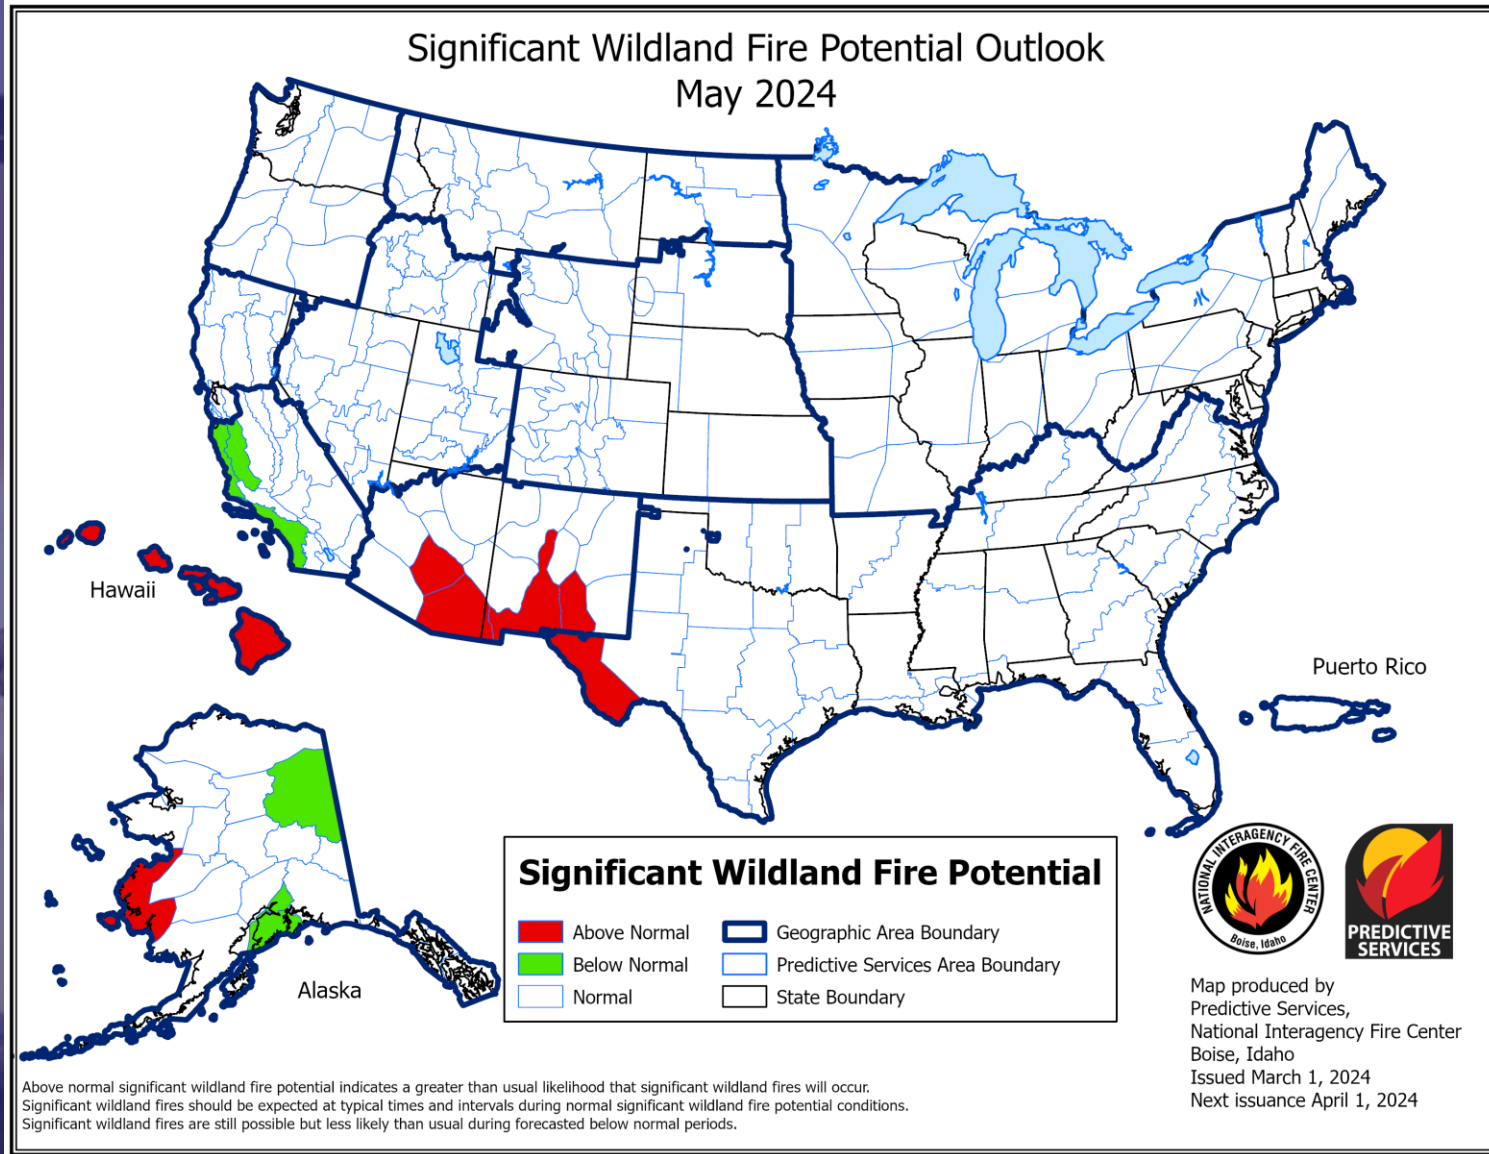 Significant Wildland Fire Potential Outlook
May 2024
Hawaii
Puerto Rico
Alaska
Significant Wildland Fire Potential
Above Normal
Below Normal
Normal
Geographic Area Boundary
Predictive Services Area Boundary
State Boundary
NATIONAL INTERAGENCY FIRE CENTER
Boise, Idaho
PREDICTIVE
SERVICES
Map produced by
Predictive Services,
National Interagency Fire Center
Boise, Idaho
Issued March 1, 2024
Next issuance April 1, 2024
Above normal significant wildland fire potential indicates a greater than usual likelihood that significant wildland fires will occur.
Significant wildland fires should be expected at typical times and intervals during normal significant wildland fire potential conditions.
Significant wildland fires are still possible but less likely than usual during forecasted below normal periods.